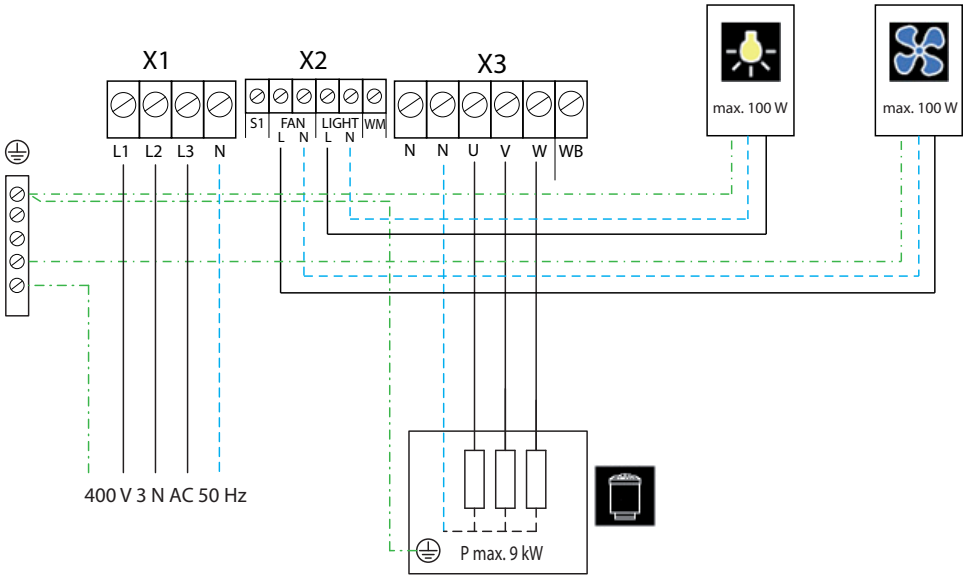 X1 X2 X3
max. 100 W max. 100 W
S1 FAN LIGHT WM
L N L N
L1 L2 L3 N
N N U V W WB
400 V 3 N AC 50 Hz
P max. 9 kW